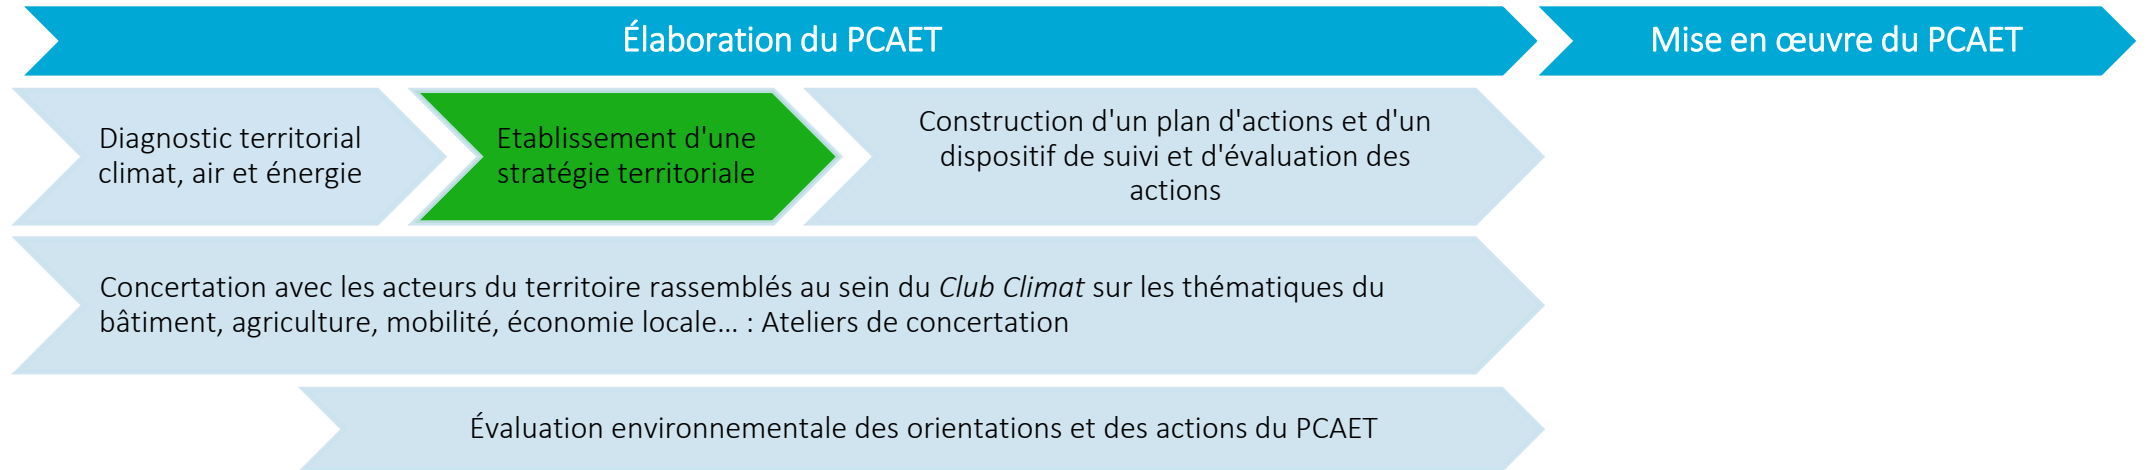 Élaboration du PCAET
Mise en œuvre du PCAET
Diagnostic territorial
climat, air et énergie
Etablissement d'une
stratégie territoriale
Construction d'un plan d'actions et d'un
dispositif de suivi et d'évaluation des
actions
Concertation avec les acteurs du territoire rassemblés au sein du Club Climat sur les thématiques du
bâtiment, agriculture, mobilité, économie locale… : Ateliers de concertation
Évaluation environnementale des orientations et des actions du PCAET